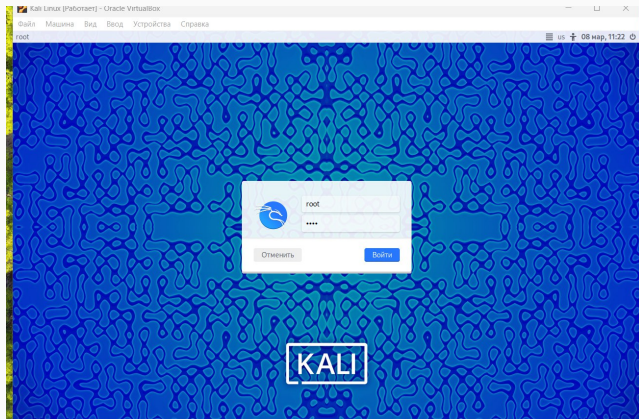 Kali Linux [Работает] - Oracle VirtualBox
Файл Машина Вид Ввод Устройства Справка
root us 08 мар, 11:22
root
••••
Отменить Войти
KALI